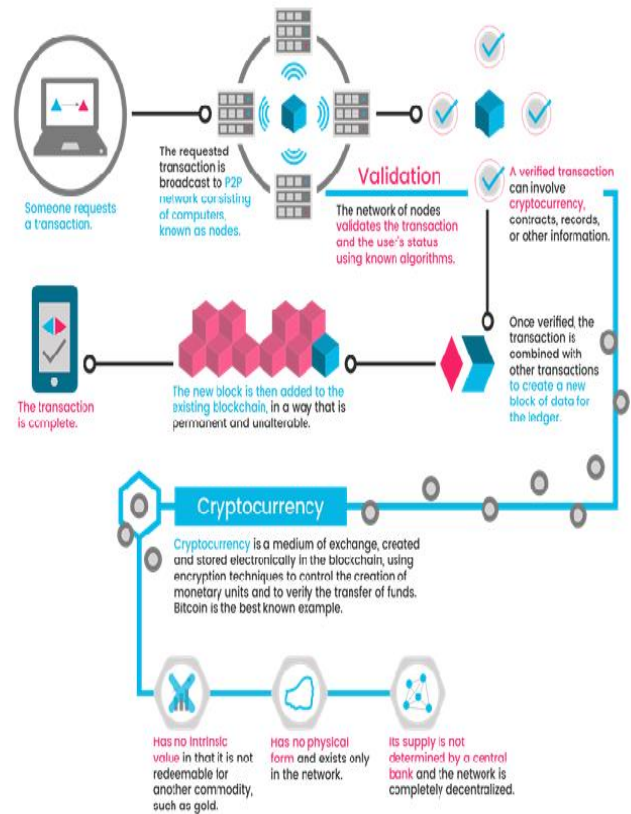 Someone requests
a transaction.
The requested
transaction is
broadcast to P2P
network consisting
of computers,
known as nodes.
Validation
The network of nodes
validates the transaction
and the user's status
using known algorithms.
A verified transaction
can involve
cryptocurrency,
contracts, records,
or other information.
Once verified, the
transaction is
combined with
other transactions
to create a new
block of data for
the ledger.
The new block is then added to the
existing blockchain, in a way that is
permanent and unalterable.
The transaction
is complete.
Cryptocurrency
Cryptocurrency is a medium of exchange, created
and stored electronically in the blockchain, using
encryption techniques to control the creation of
monetary units and to verify the transfer of funds.
Bitcoin is the best known example.
Has no intrinsic
value in that it is not
redeemable for
another commodity,
such as gold.
Has no physical
form and exists only
in the network.
Its supply is not
determined by a central
bank and the network is
completely decentralized.